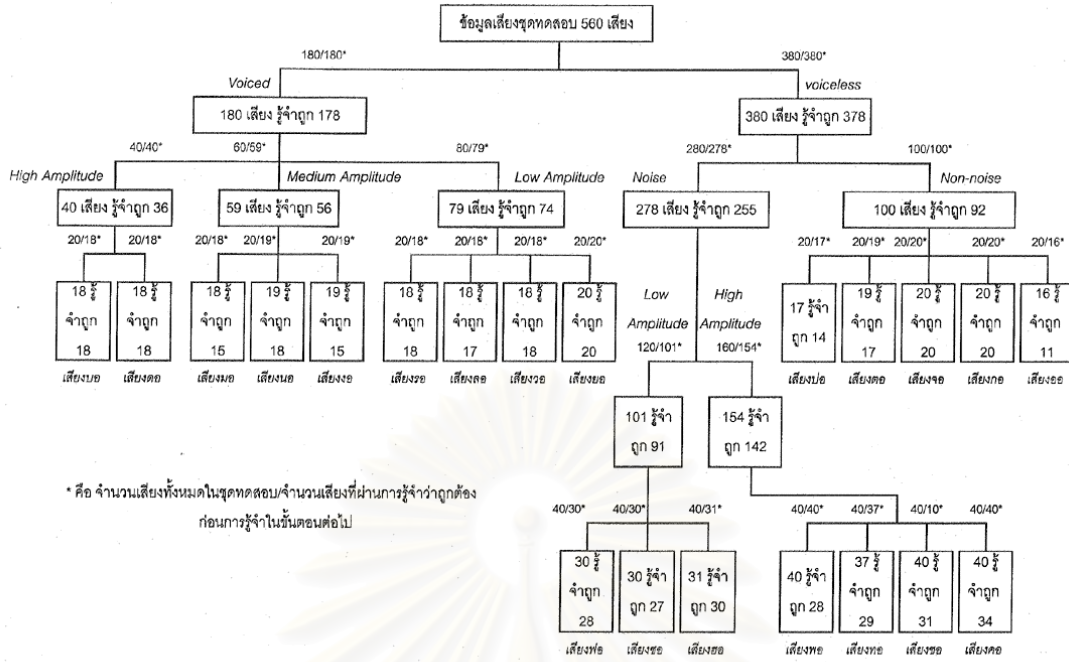 ข้อมูลเสียงชุดทดสอบ 560 เสียง
180/180*
380/380*
Voiced
voiceless
180 เสียง รู้จำถูก 178
380 เสียง รู้จำถูก 378
40/40*
60/59*
80/79*
280/278*
100/100*
High Amplitude
Medium Amplitude
Low Amplitude
Noise
Non-noise
40 เสียง รู้จำถูก 36
59 เสียง รู้จำถูก 56
79 เสียง รู้จำถูก 74
278 เสียง รู้จำถูก 255
100 เสียง รู้จำถูก 92
20/18*
20/18*
20/18*
20/19*
20/19*
20/18*
20/18*
20/18*
20/20*
20/17*
20/19*
20/20*
20/20*
20/16*
18 รู้
จำถูก
18
18 รู้
จำถูก
18
18 รู้
จำถูก
15
19 รู้
จำถูก
18
19 รู้
จำถูก
15
18 รู้
จำถูก
18
18 รู้
จำถูก
17
18 รู้
จำถูก
18
20 รู้
จำถูก
20
17 รู้จำ
ถูก 14
19 รู้
จำถูก
17
20 รู้
จำถูก
20
20 รู้
จำถูก
20
16 รู้
จำถูก
11
เสียงบอ
เสียงดอ
เสียงมอ
เสียงนอ
เสียงงอ
เสียงรอ
เสียงลอ
เสียงวอ
เสียงยอ
เสียงปอ
เสียงตอ
เสียงจอ
เสียงกอ
เสียงออ
Low
Amplitude
120/101*
High
Amplitude
160/154*
101 รู้จำ
ถูก 91
154 รู้จำ
ถูก 142
* คือ จำนวนเสียงทั้งหมดในชุดทดสอบ/จำนวนเสียงที่ผ่านการรู้จำว่าถูกต้อง
ก่อนการรู้จำในขั้นตอนต่อไป
40/30*
40/30*
40/31*
40/40*
40/37*
40/10*
40/40*
30 รู้
จำถูก
28
30 รู้จำ
ถูก 27
31 รู้จำ
ถูก 30
40 รู้จำ
ถูก 28
37 รู้
จำถูก
29
40 รู้
จำถูก
31
40 รู้
จำถูก
34
เสียงฟอ
เสียงซอ
เสียงฮอ
เสียงพอ
เสียงทอ
เสียงชอ
เสียงคอ